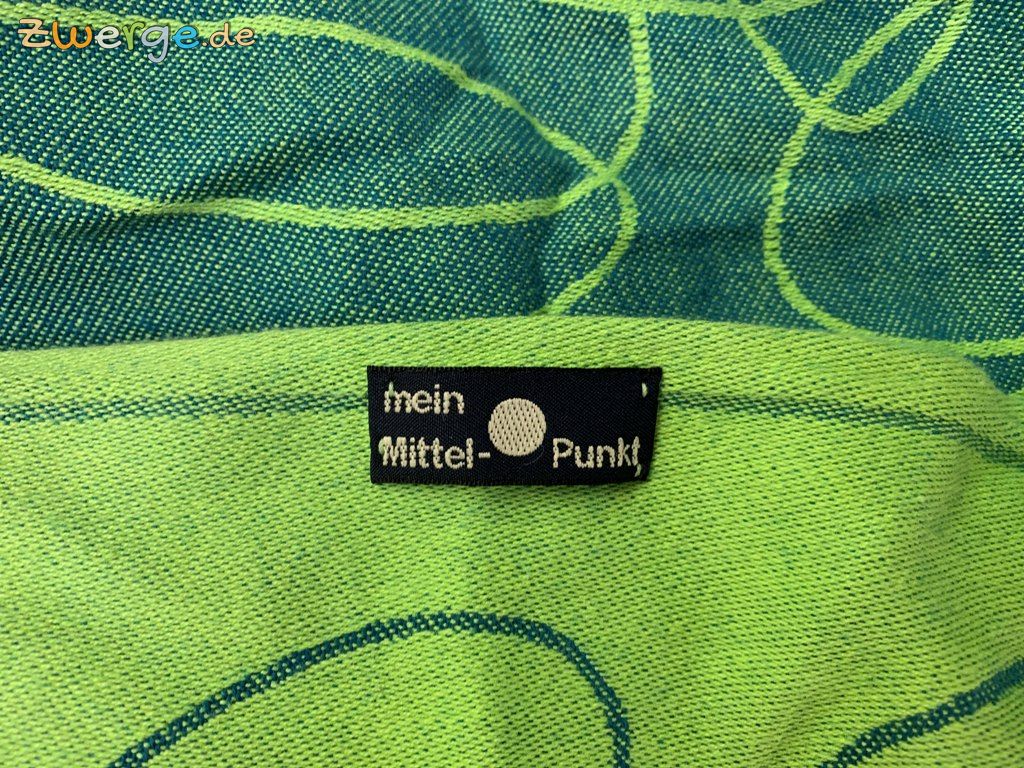 Zwerge.de
mein
Mittel- Punkt